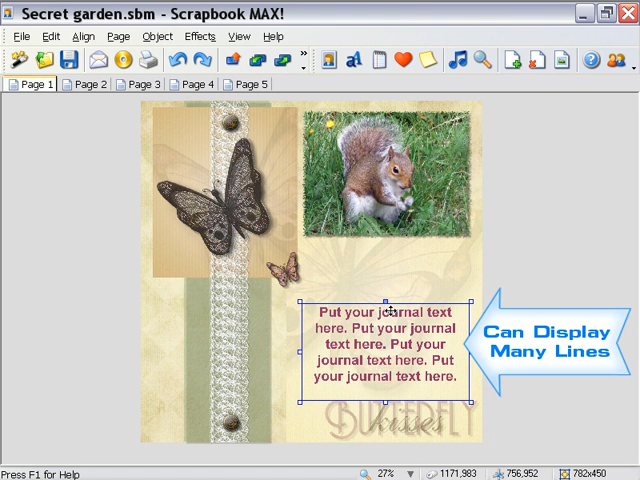 Secret garden.sbm - Scrapbook MAX!
File Edit Align Page Object Effects View Help
Page 1 Page 2 Page 3 Page 4 Page 5
Put your journal text
here. Put your journal
text here. Put your
journal text here. Put
your journal text here.
Can Display
Many Lines
BUTTERFLY
kisses
Press F1 for Help 27% 1171,983 756,952 782x450